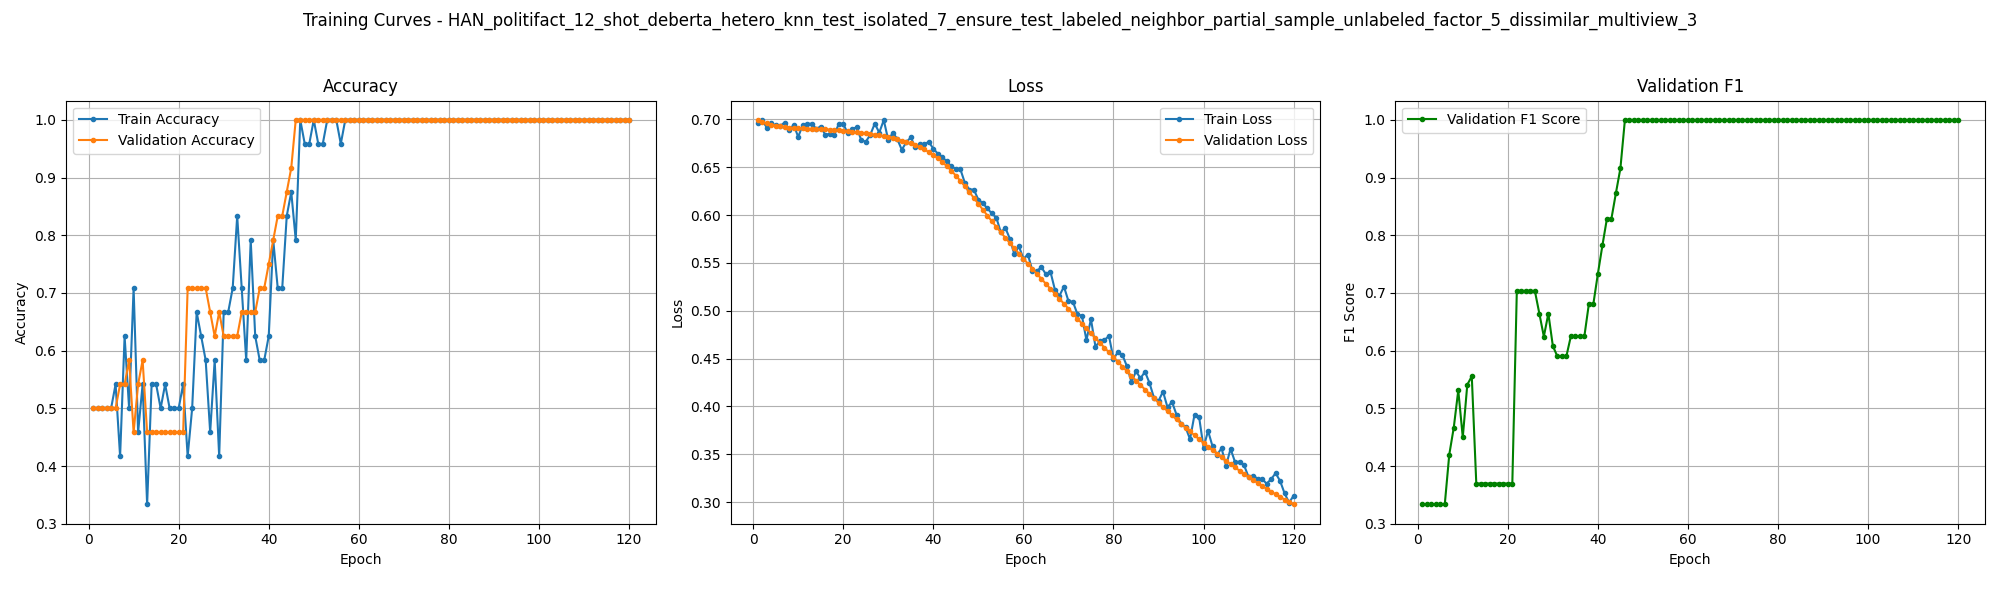 Training Curves - HAN_politifact_12_shot_deberta_hetero_knn_test_isolated_7_ensure_test_labeled_neighbor_partial_sample_unlabeled_factor_5_dissimilar_multiview_3
Accuracy
Train Accuracy
Validation Accuracy
Accuracy
1.0
0.9
0.8
0.7
0.6
0.5
0.4
0.3
0 20 40 60 80 100 120
Epoch
Loss
Train Loss
Validation Loss
Loss
0.70
0.65
0.60
0.55
0.50
0.45
0.40
0.35
0.30
0 20 40 60 80 100 120
Epoch
Validation F1
Validation F1 Score
F1 Score
1.0
0.9
0.8
0.7
0.6
0.5
0.4
0.3
0 20 40 60 80 100 120
Epoch